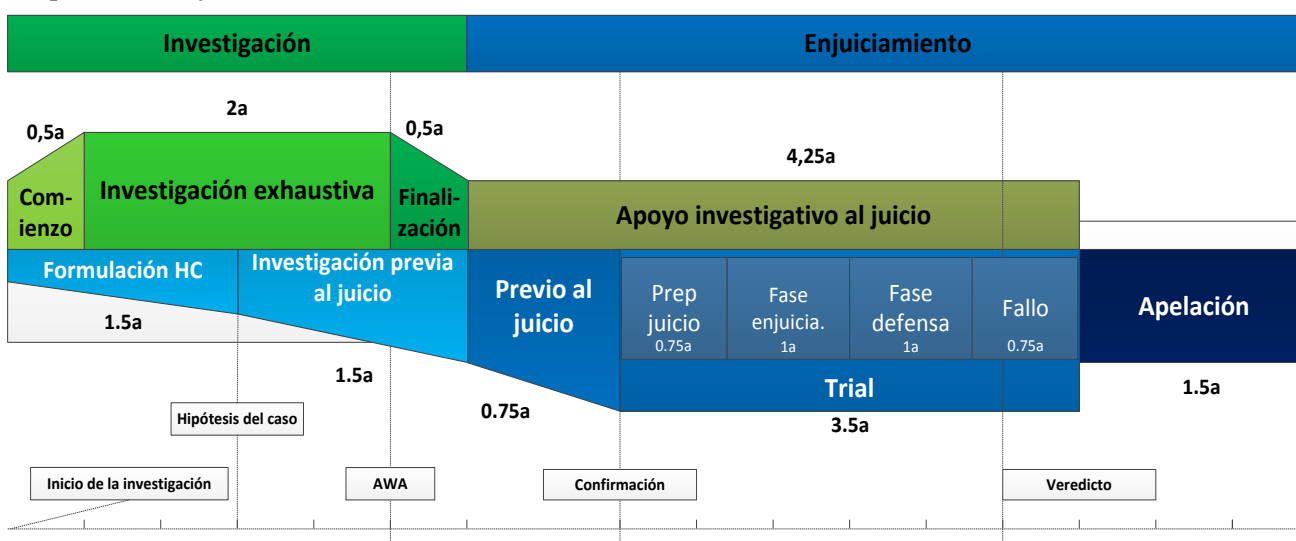 Investigación
Enjuiciamiento
2a
0,5a
0,5a
4,25a
Com-
ienzo
Investigación exhaustiva
Finali-
zación
Apoyo investigativo al juicio
Formulación HC
Investigación previa
al juicio
Previo al
juicio
Prep
juicio
0.75a
Fase
enjuicia.
1a
Fase
defensa
1a
Fallo
0.75a
Apelación
1.5a
1.5a
0.75a
Trial
3.5a
1.5a
Hipótesis del caso
Inicio de la investigación
AWA
Confirmación
Veredicto